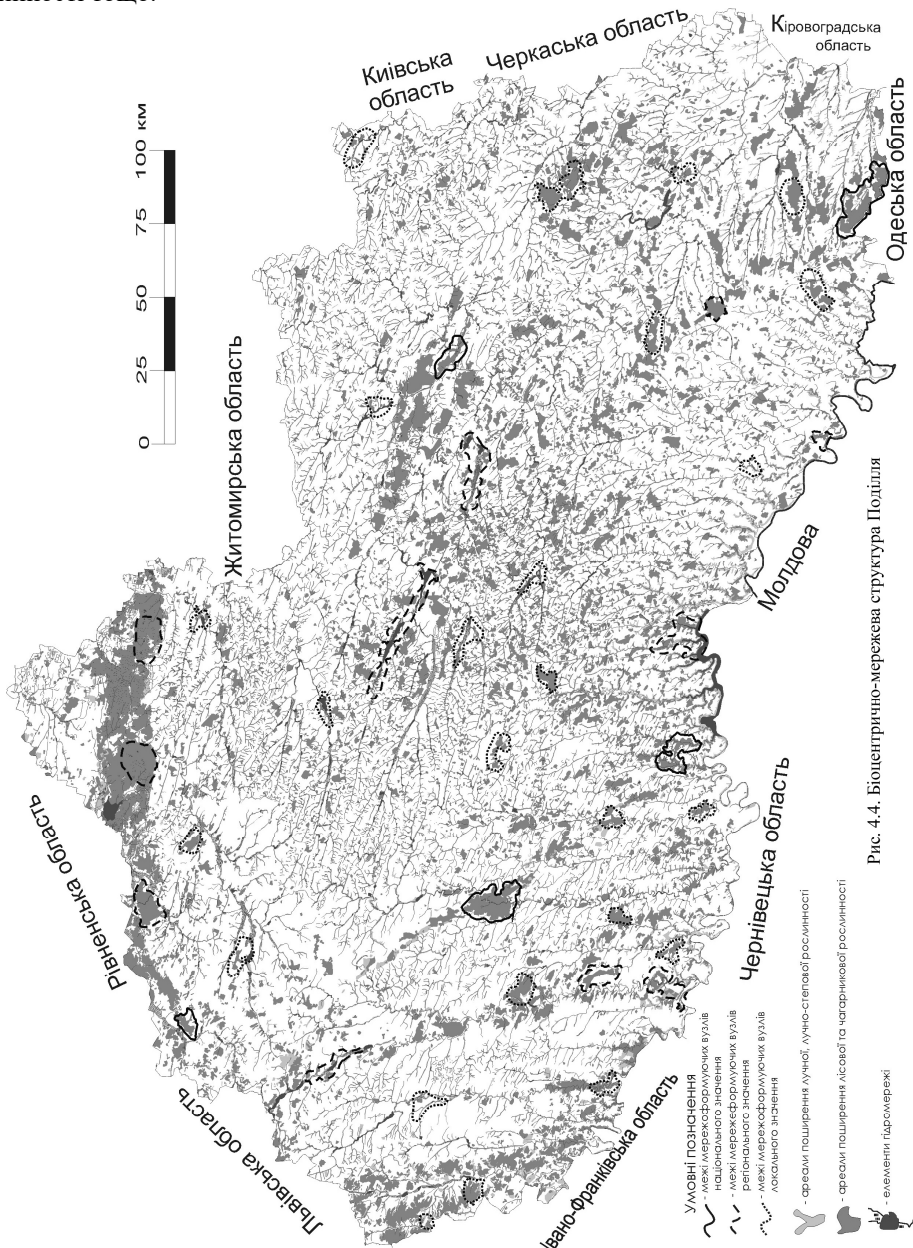 Рівненська область
Житомирська область
Київська
область
Черкаська область
Кіровоградська
область
Одеська область
Молдова
Чернівецька область
Івано-Франківська область
Львівська область
0 25 50 75 100 км
Умовні позначення
- межі мережоформуючих вузлів
національного значення
- межі мережеформуючих вузлів
регіонального значення
- межі мережоформуючих вузлів
локального значення
- ареали поширення лучної, лучно-степової рослинності
- ареали поширення лісової та чагарникової рослинності
- елементи гідромережі
Рис. 4.4. Біоцентрично-мережева структура Поділля